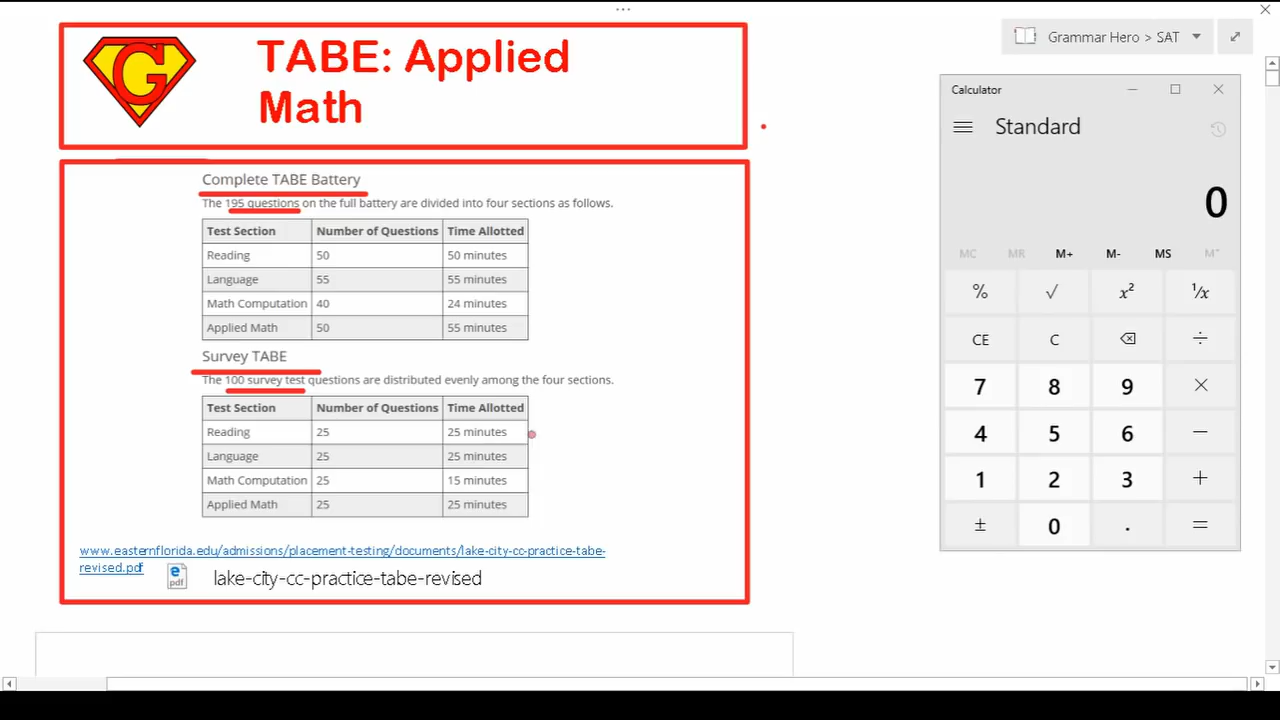 ...
G
TABE: Applied
Math
Grammar Hero > SAT
Complete TABE Battery
The 195 questions on the full battery are divided into four sections as follows.
Test Section Number of Questions Time Allotted
Reading 50 50 minutes
Language 55 55 minutes
Math Computation 40 24 minutes
Applied Math 50 55 minutes
Survey TABE
The 100 survey test questions are distributed evenly among the four sections.
Test Section Number of Questions Time Allotted
Reading 25 25 minutes
Language 25 25 minutes
Math Computation 25 15 minutes
Applied Math 25 25 minutes
www.easternflorida.edu/admissions/placement-testing/documents/lake-city-cc-practice-tabe-
revised.pdf
e
pdf
lake-city-cc-practice-tabe-revised
Calculator
Standard
0
MC MR M+ M- MS M˅
% √ x² ¹/x
CE C ⌫ ÷
7 8 9 ×
4 5 6 −
1 2 3 +
± 0 . =